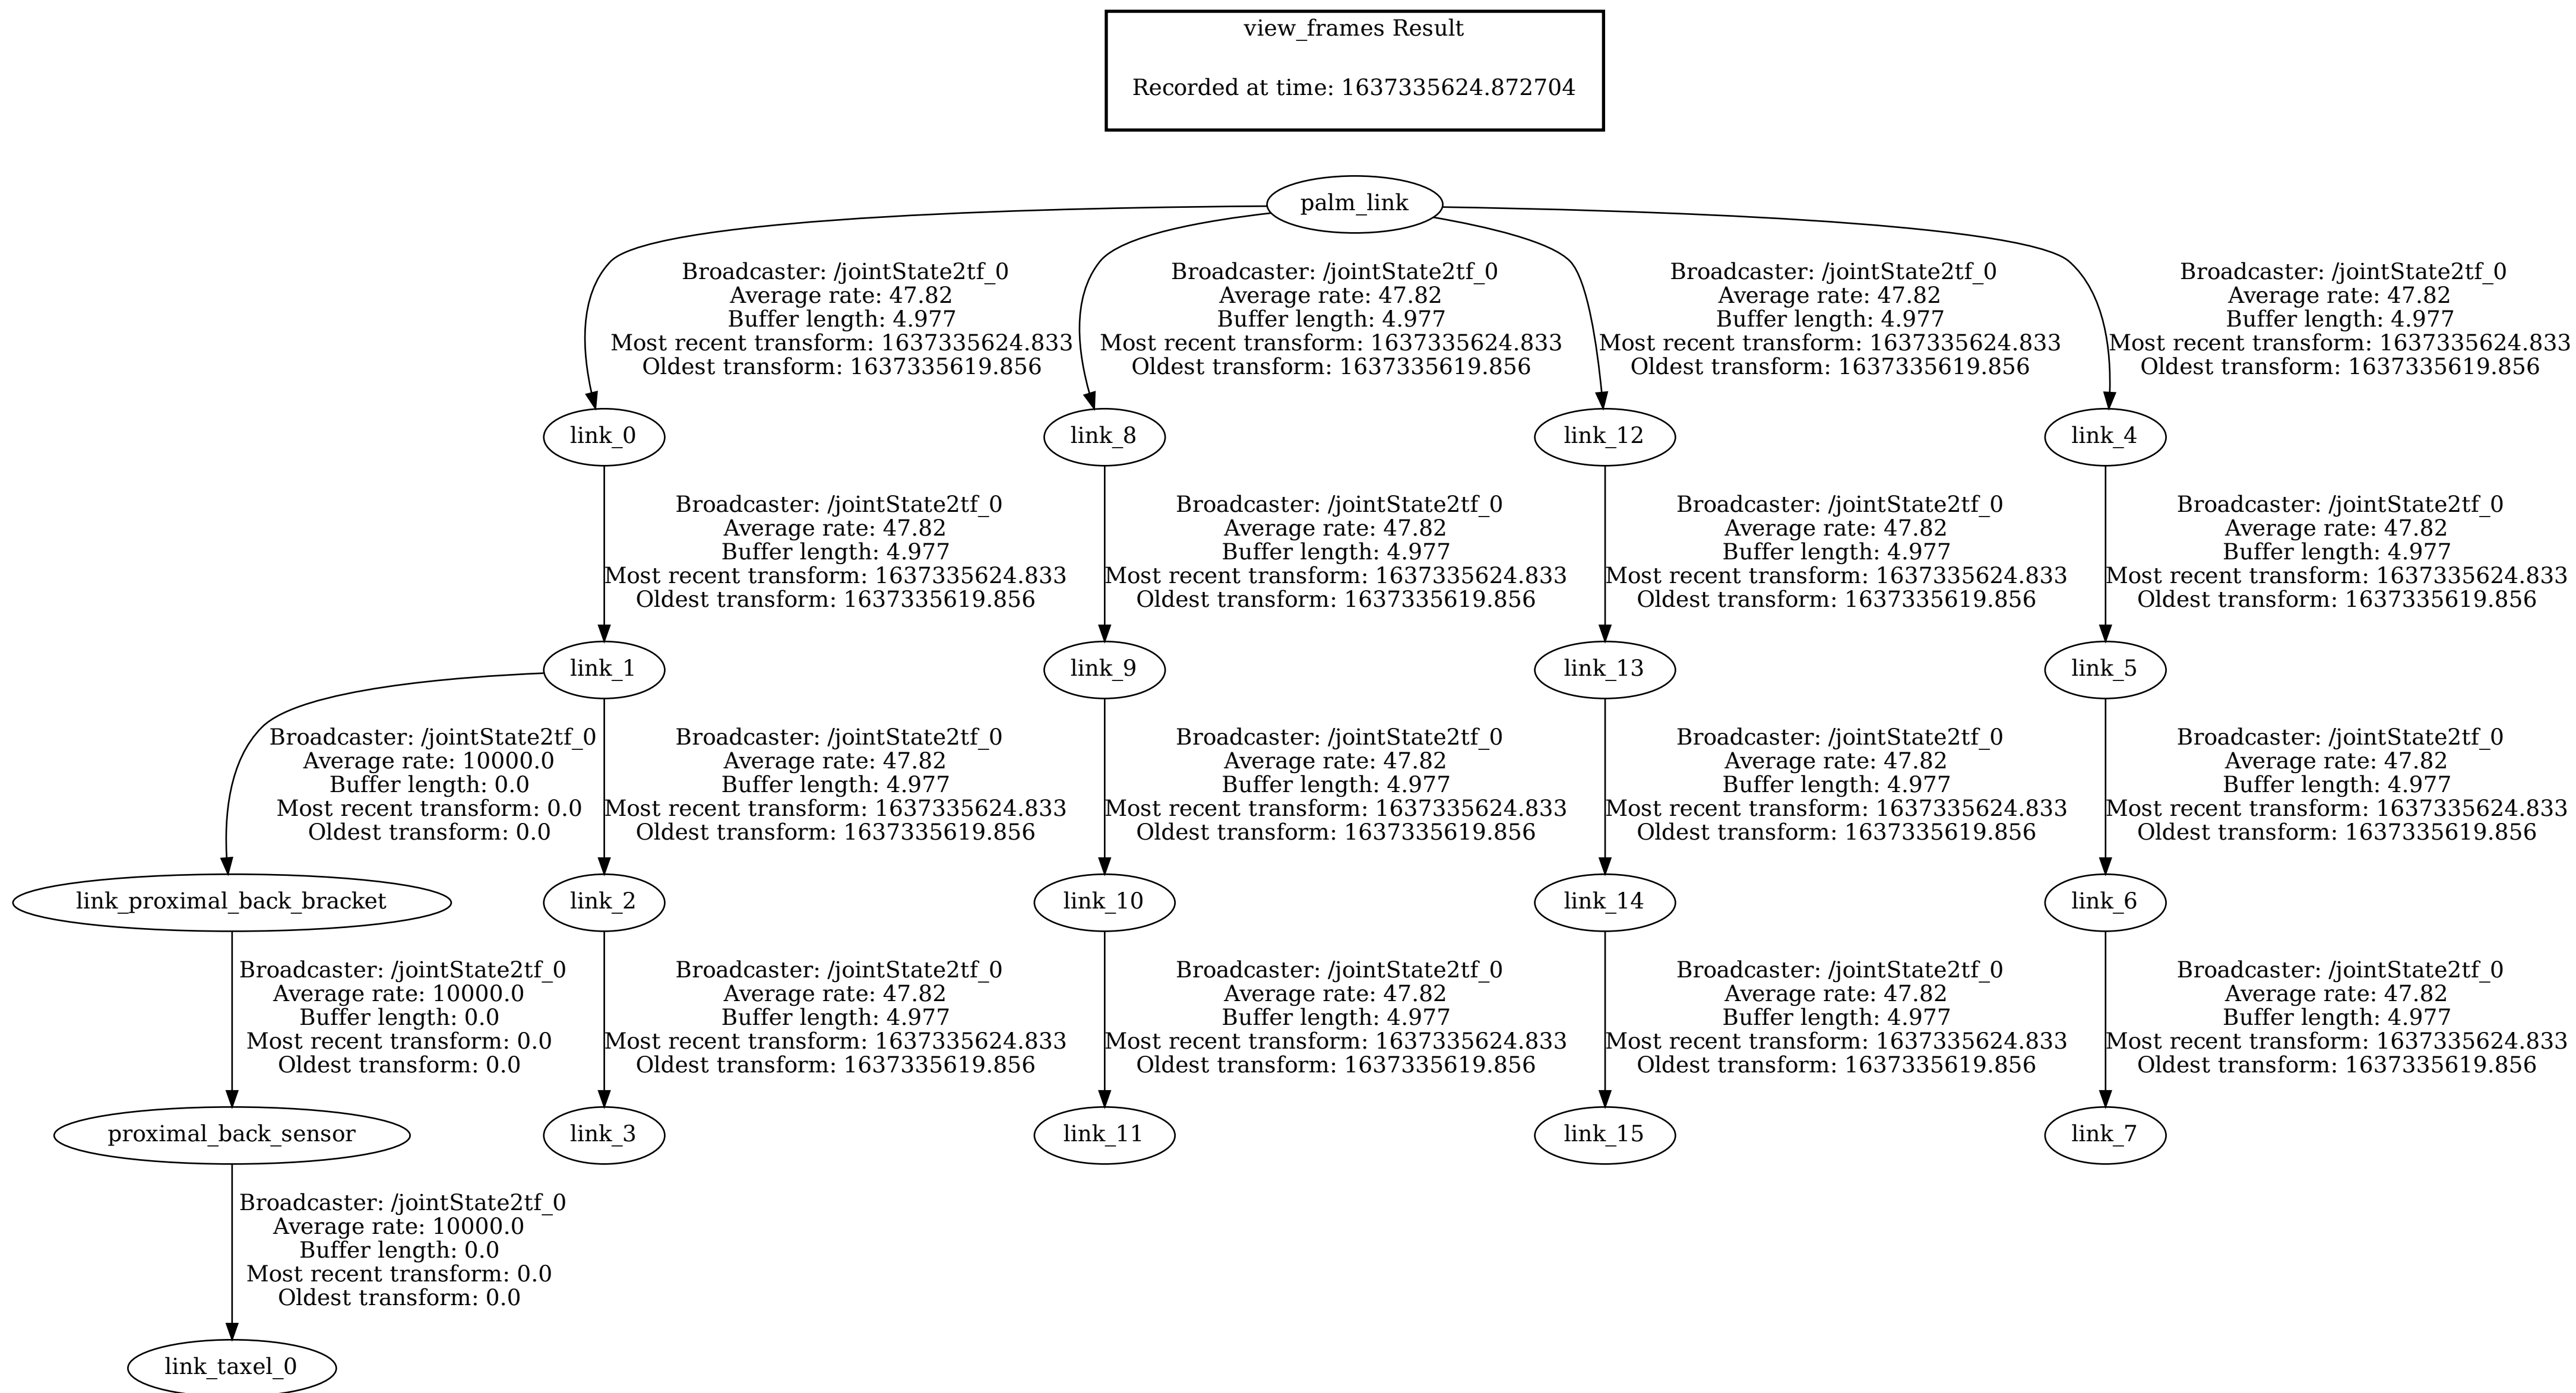 view_frames Result
Recorded at time: 1637335624.872704
palm_link
Broadcaster: /jointState2tf_0
Average rate: 47.82
Buffer length: 4.977
Most recent transform: 1637335624.833
Oldest transform: 1637335619.856
Broadcaster: /jointState2tf_0
Average rate: 47.82
Buffer length: 4.977
Most recent transform: 1637335624.833
Oldest transform: 1637335619.856
Broadcaster: /jointState2tf_0
Average rate: 47.82
Buffer length: 4.977
Most recent transform: 1637335624.833
Oldest transform: 1637335619.856
Broadcaster: /jointState2tf_0
Average rate: 47.82
Buffer length: 4.977
Most recent transform: 1637335624.833
Oldest transform: 1637335619.856
link_0
link_8
link_12
link_4
Broadcaster: /jointState2tf_0
Average rate: 47.82
Buffer length: 4.977
Most recent transform: 1637335624.833
Oldest transform: 1637335619.856
Broadcaster: /jointState2tf_0
Average rate: 47.82
Buffer length: 4.977
Most recent transform: 1637335624.833
Oldest transform: 1637335619.856
Broadcaster: /jointState2tf_0
Average rate: 47.82
Buffer length: 4.977
Most recent transform: 1637335624.833
Oldest transform: 1637335619.856
Broadcaster: /jointState2tf_0
Average rate: 47.82
Buffer length: 4.977
Most recent transform: 1637335624.833
Oldest transform: 1637335619.856
link_1
link_9
link_13
link_5
Broadcaster: /jointState2tf_0
Average rate: 10000.0
Buffer length: 0.0
Most recent transform: 0.0
Oldest transform: 0.0
Broadcaster: /jointState2tf_0
Average rate: 47.82
Buffer length: 4.977
Most recent transform: 1637335624.833
Oldest transform: 1637335619.856
Broadcaster: /jointState2tf_0
Average rate: 47.82
Buffer length: 4.977
Most recent transform: 1637335624.833
Oldest transform: 1637335619.856
Broadcaster: /jointState2tf_0
Average rate: 47.82
Buffer length: 4.977
Most recent transform: 1637335624.833
Oldest transform: 1637335619.856
Broadcaster: /jointState2tf_0
Average rate: 47.82
Buffer length: 4.977
Most recent transform: 1637335624.833
Oldest transform: 1637335619.856
link_proximal_back_bracket
link_2
link_10
link_14
link_6
Broadcaster: /jointState2tf_0
Average rate: 10000.0
Buffer length: 0.0
Most recent transform: 0.0
Oldest transform: 0.0
Broadcaster: /jointState2tf_0
Average rate: 47.82
Buffer length: 4.977
Most recent transform: 1637335624.833
Oldest transform: 1637335619.856
Broadcaster: /jointState2tf_0
Average rate: 47.82
Buffer length: 4.977
Most recent transform: 1637335624.833
Oldest transform: 1637335619.856
Broadcaster: /jointState2tf_0
Average rate: 47.82
Buffer length: 4.977
Most recent transform: 1637335624.833
Oldest transform: 1637335619.856
Broadcaster: /jointState2tf_0
Average rate: 47.82
Buffer length: 4.977
Most recent transform: 1637335624.833
Oldest transform: 1637335619.856
proximal_back_sensor
link_3
link_11
link_15
link_7
Broadcaster: /jointState2tf_0
Average rate: 10000.0
Buffer length: 0.0
Most recent transform: 0.0
Oldest transform: 0.0
link_taxel_0